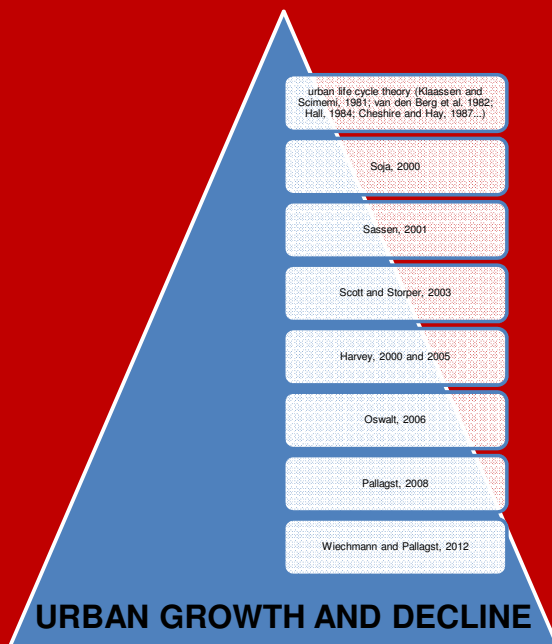 urban life cycle theory (Klaassen and
Scimemi, 1981; van den Berg et al. 1982;
Hall, 1984; Cheshire and Hay, 1987...)
Soja, 2000
Sassen, 2001
Scott and Storper, 2003
Harvey, 2000 and 2005
Oswalt, 2006
Pallagst, 2008
Wiechmann and Pallagst, 2012
URBAN GROWTH AND DECLINE